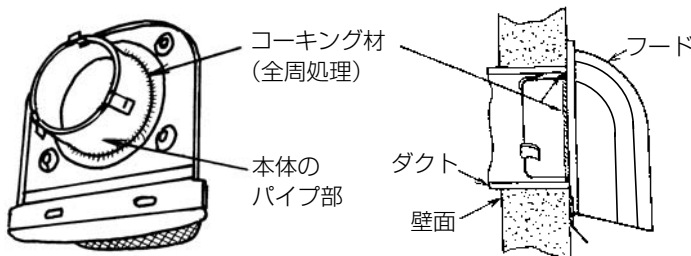 コーキング材
（全周処理）
フード
本体の
パイプ部
ダクト
壁面